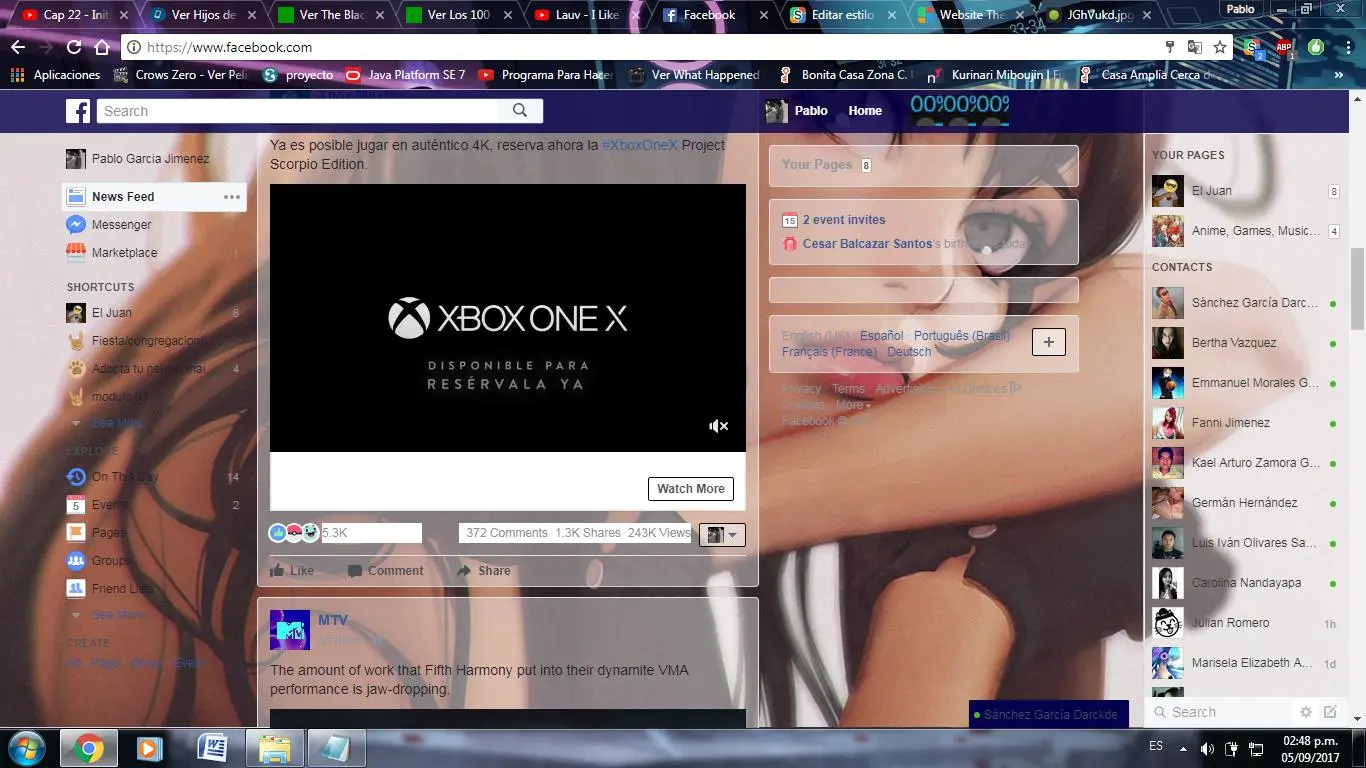 Cap 22 - Init
Ver Hijos de
Ver The Blac
Ver Los 100
Lauv - I Like
Facebook
Editar estilo
Website The
JGhVukd.jpg
Pablo
https://www.facebook.com
Aplicaciones
Crows Zero - Ver Peli
proyecto
Java Platform SE 7
Programa Para Hacer
Ver What Happened
Bonita Casa Zona C.
Kurinari Miboujin | F
Casa Amplia Cerca d
»
Search
Pablo
Home
Pablo Garcia Jimenez
News Feed
Messenger
Marketplace
1
SHORTCUTS
El Juan
8
Fiesta/congregacion
Adopta tu
4
modulo 03
See More
EXPLORE
On This Day
14
5
Events
2
Pages
Groups
Friend Lists
See More
CREATE
Ad · Page · Group · Event
Ya es posible jugar en auténtico 4K, reserva ahora la #XboxOneX Project
Scorpio Edition.
XBOX ONE X
DISPONIBLE PARA
RESÉRVALA YA
Watch More
5.3K
372 Comments
1.3K Shares
243K Views
Like
Comment
Share
MTV
The amount of work that Fifth Harmony put into their dynamite VMA
performance is jaw-dropping.
Your Pages
8
15
2 event invites
Cesar Balcazar Santos's birthday is today
English (US) · Español · Português (Brasil)
Français (France) · Deutsch
+
Privacy · Terms · Advertising · Ad Choices
Cookies · More
Facebook ©
YOUR PAGES
El Juan
8
Anime, Games, Music...
4
CONTACTS
Sánchez García Darc...
Bertha Vazquez
Emmanuel Morales G...
Fanni Jimenez
Kael Arturo Zamora G...
Germán Hernández
Luis Iván Olivares Sa...
Carolina Nandayapa
Julian Romero
1h
Marisela Elizabeth A...
1d
Search
Sánchez García Darckde
ES
02:48 p.m.
05/09/2017